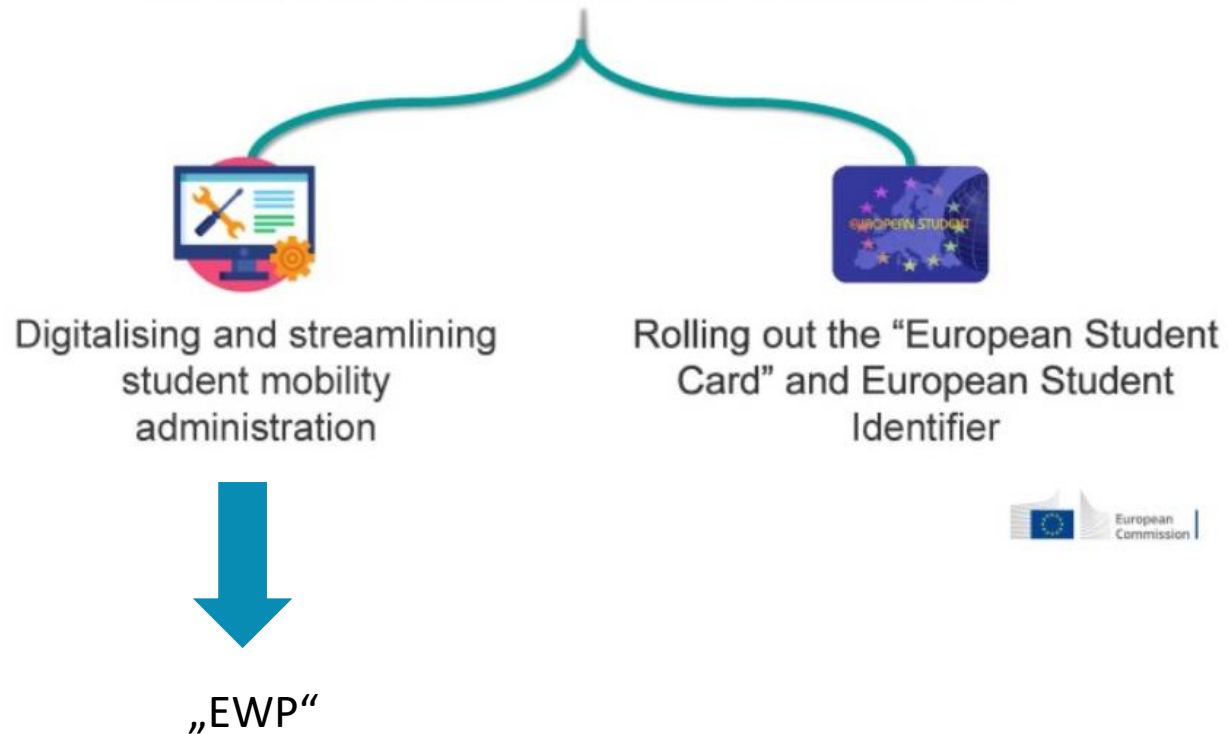 EUROPEAN STUDENT
Digitalising and streamlining
student mobility
administration
Rolling out the “European Student
Card” and European Student
Identifier
European
Commission
„EWP“